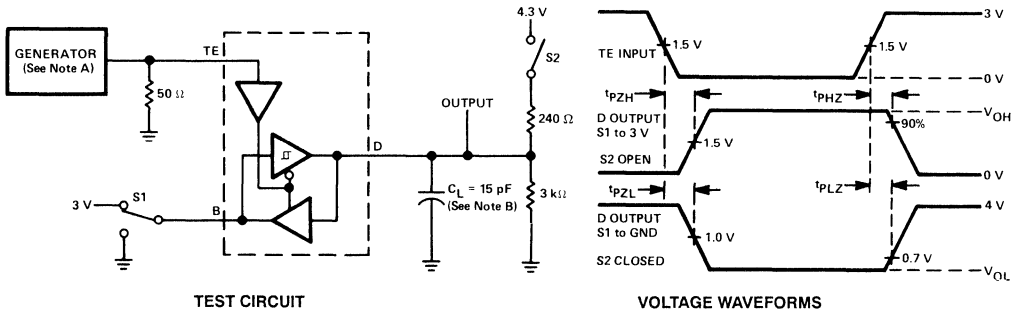 GENERATOR
(See Note A)
50 Ω
TE
D
B
3 V
S1
OUTPUT
C_L = 15 pF
(See Note B)
4.3 V
S2
240 Ω
3 kΩ
TEST CIRCUIT
TE INPUT
1.5 V
1.5 V
3 V
0 V
t_PZH
t_PHZ
D OUTPUT
S1 to 3 V
S2 OPEN
1.5 V
90%
V_OH
0 V
t_PZL
t_PLZ
D OUTPUT
S1 to GND
S2 CLOSED
1.0 V
0.7 V
4 V
V_OL
VOLTAGE WAVEFORMS